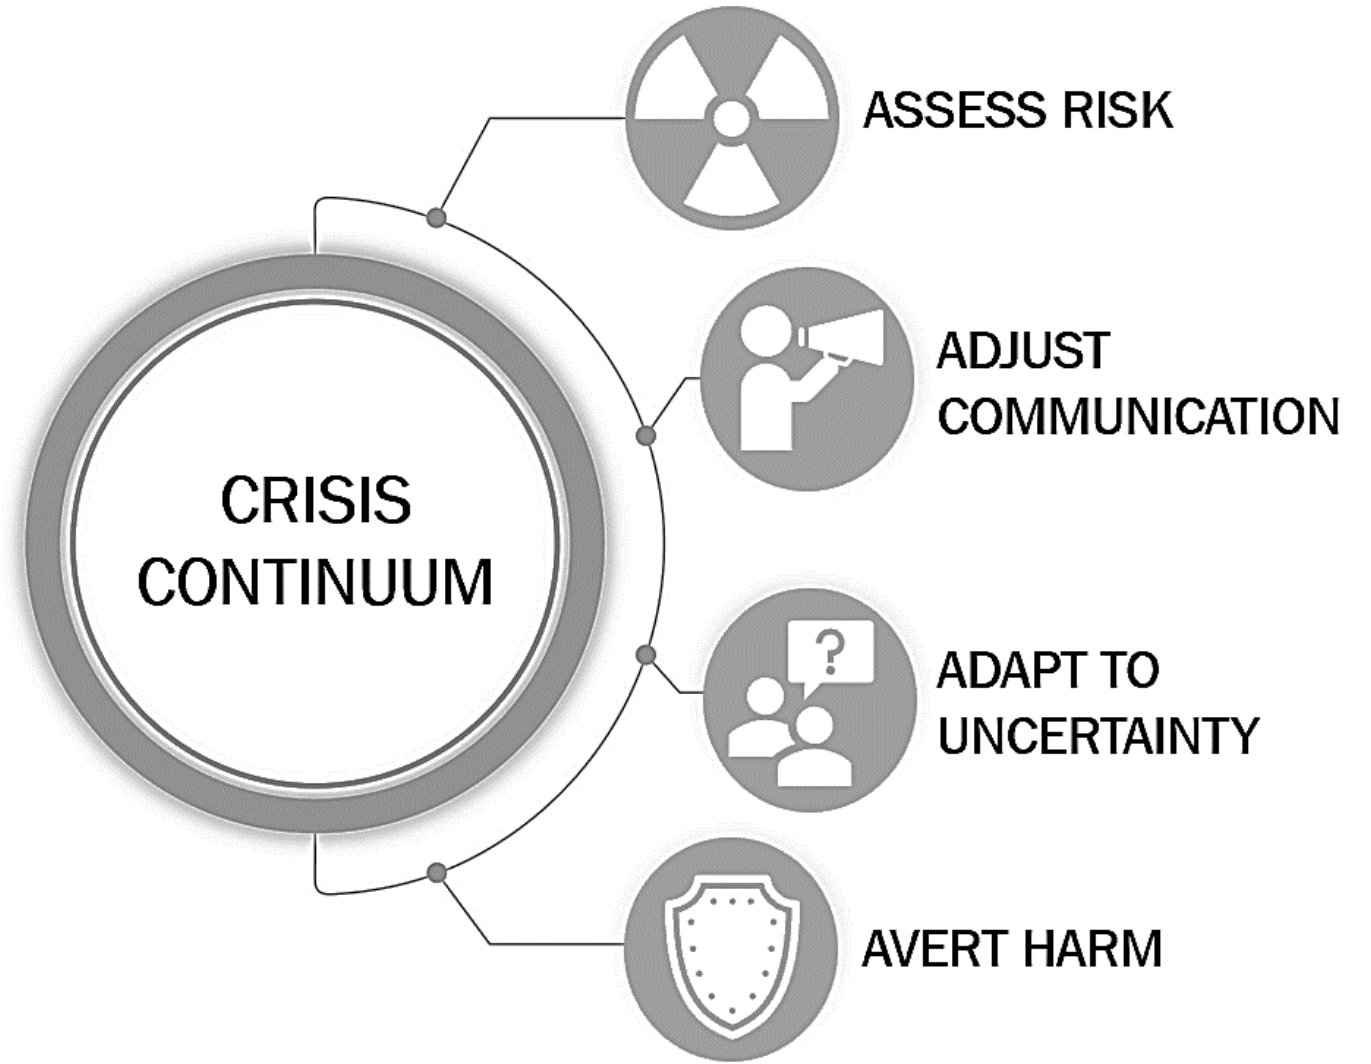 ASSESS RISK
ADJUST
COMMUNICATION
CRISIS
CONTINUUM
?
ADAPT TO
UNCERTAINTY
AVERT HARM